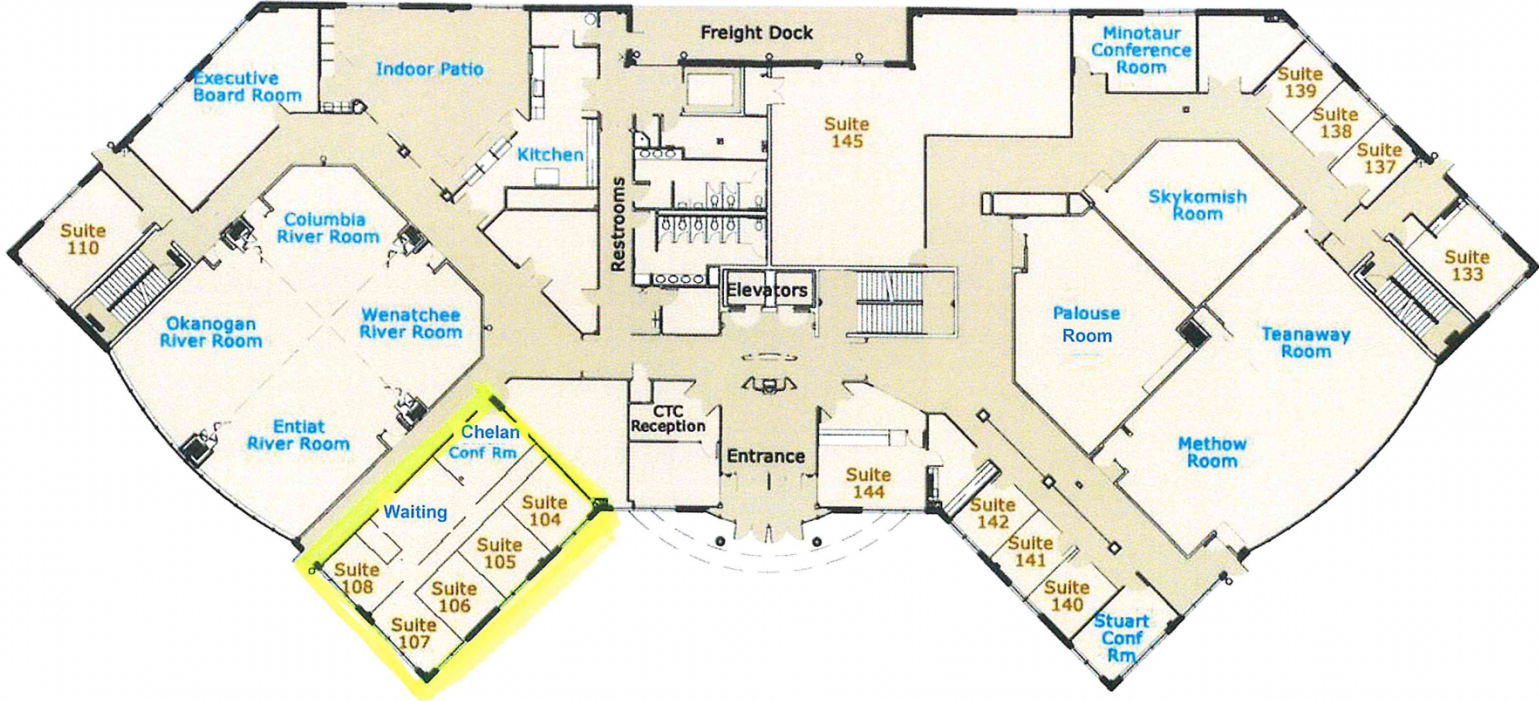 Freight Dock
Minotaur
Conference
Room
Executive
Board Room
Indoor Patio
Suite
139
Suite
138
Suite
137
Suite
145
Kitchen
Restrooms
Skykomish
Room
Suite
110
Columbia
River Room
Suite
133
Elevators
Okanogan
River Room
Wenatchee
River Room
Palouse
Room
Teanaway
Room
Entiat
River Room
CTC
Reception
Chelan
Conf Rm
Entrance
Methow
Room
Waiting
Suite
104
Suite
144
Suite
105
Suite
142
Suite
108
Suite
106
Suite
141
Suite
107
Suite
140
Stuart
Conf
Rm